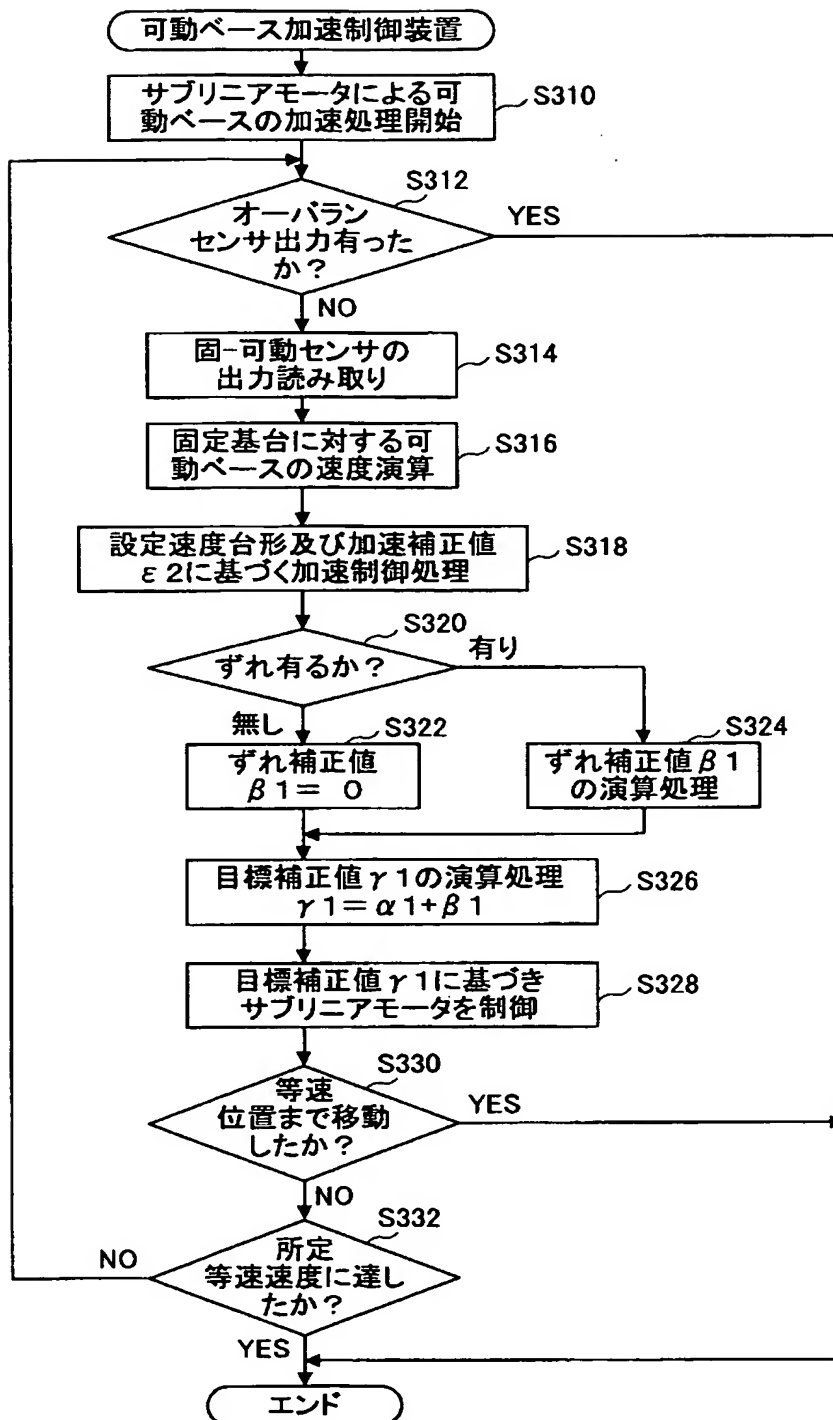 可動ベース加速制御装置
サブリニアモータによる可
動ベースの加速処理開始
S310
S312
オーバラン
センサ出力有った
か？
YES
NO
固-可動センサの
出力読み取り
S314
固定基台に対する可
動ベースの速度演算
S316
設定速度台形及び加速補正値
ε2に基づく加速制御処理
S318
S320
ずれ有るか？
有り
無し
S322
ずれ補正値
β1= 0
S324
ずれ補正値β1
の演算処理
目標補正値γ1の演算処理
γ1=α1+β1
S326
目標補正値γ1に基づき
サブリニアモータを制御
S328
S330
等速
位置まで移動
したか？
YES
NO
S332
所定
等速速度に達し
たか？
NO
YES
エンド